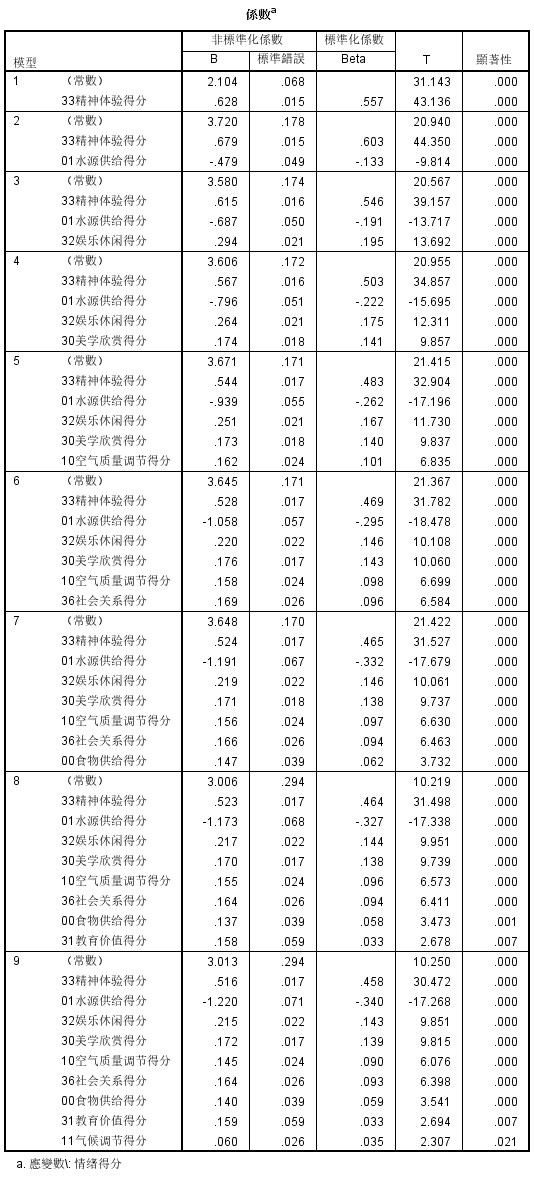 係數a
模型 非標準化係數 標準化係數 T 顯著性
B 標準錯誤 Beta
1 （常數） 2.104 .068 31.143 .000
33精神体验得分 .628 .015 .557 43.136 .000
2 （常數） 3.720 .178 20.940 .000
33精神体验得分 .679 .015 .603 44.350 .000
01水源供给得分 -.479 .049 -.133 -9.814 .000
3 （常數） 3.580 .174 20.567 .000
33精神体验得分 .615 .016 .546 39.157 .000
01水源供给得分 -.687 .050 -.191 -13.717 .000
32娱乐休闲得分 .294 .021 .195 13.692 .000
4 （常數） 3.606 .172 20.955 .000
33精神体验得分 .567 .016 .503 34.857 .000
01水源供给得分 -.796 .051 -.222 -15.695 .000
32娱乐休闲得分 .264 .021 .175 12.311 .000
30美学欣赏得分 .174 .018 .141 9.857 .000
5 （常數） 3.671 .171 21.415 .000
33精神体验得分 .544 .017 .483 32.904 .000
01水源供给得分 -.939 .055 -.262 -17.196 .000
32娱乐休闲得分 .251 .021 .167 11.730 .000
30美学欣赏得分 .173 .018 .140 9.837 .000
10空气质量调节得分 .162 .024 .101 6.835 .000
6 （常數） 3.645 .171 21.367 .000
33精神体验得分 .528 .017 .469 31.782 .000
01水源供给得分 -1.058 .057 -.295 -18.478 .000
32娱乐休闲得分 .220 .022 .146 10.108 .000
30美学欣赏得分 .176 .017 .143 10.060 .000
10空气质量调节得分 .158 .024 .098 6.699 .000
36社会关系得分 .169 .026 .096 6.584 .000
7 （常數） 3.648 .170 21.422 .000
33精神体验得分 .524 .017 .465 31.527 .000
01水源供给得分 -1.191 .067 -.332 -17.679 .000
32娱乐休闲得分 .219 .022 .146 10.061 .000
30美学欣赏得分 .171 .018 .138 9.737 .000
10空气质量调节得分 .156 .024 .097 6.630 .000
36社会关系得分 .166 .026 .094 6.463 .000
00食物供给得分 .147 .039 .062 3.732 .000
8 （常數） 3.006 .294 10.219 .000
33精神体验得分 .523 .017 .464 31.498 .000
01水源供给得分 -1.173 .068 -.327 -17.338 .000
32娱乐休闲得分 .217 .022 .144 9.951 .000
30美学欣赏得分 .170 .017 .138 9.739 .000
10空气质量调节得分 .155 .024 .096 6.573 .000
36社会关系得分 .164 .026 .094 6.411 .000
00食物供给得分 .137 .039 .058 3.473 .001
31教育价值得分 .158 .059 .033 2.678 .007
9 （常數） 3.013 .294 10.250 .000
33精神体验得分 .516 .017 .458 30.472 .000
01水源供给得分 -1.220 .071 -.340 -17.268 .000
32娱乐休闲得分 .215 .022 .143 9.851 .000
30美学欣赏得分 .172 .017 .139 9.815 .000
10空气质量调节得分 .145 .024 .090 6.076 .000
36社会关系得分 .164 .026 .093 6.398 .000
00食物供给得分 .140 .039 .059 3.541 .000
31教育价值得分 .159 .059 .033 2.694 .007
11气候调节得分 .060 .026 .035 2.307 .021
a. 應變數\: 情绪得分